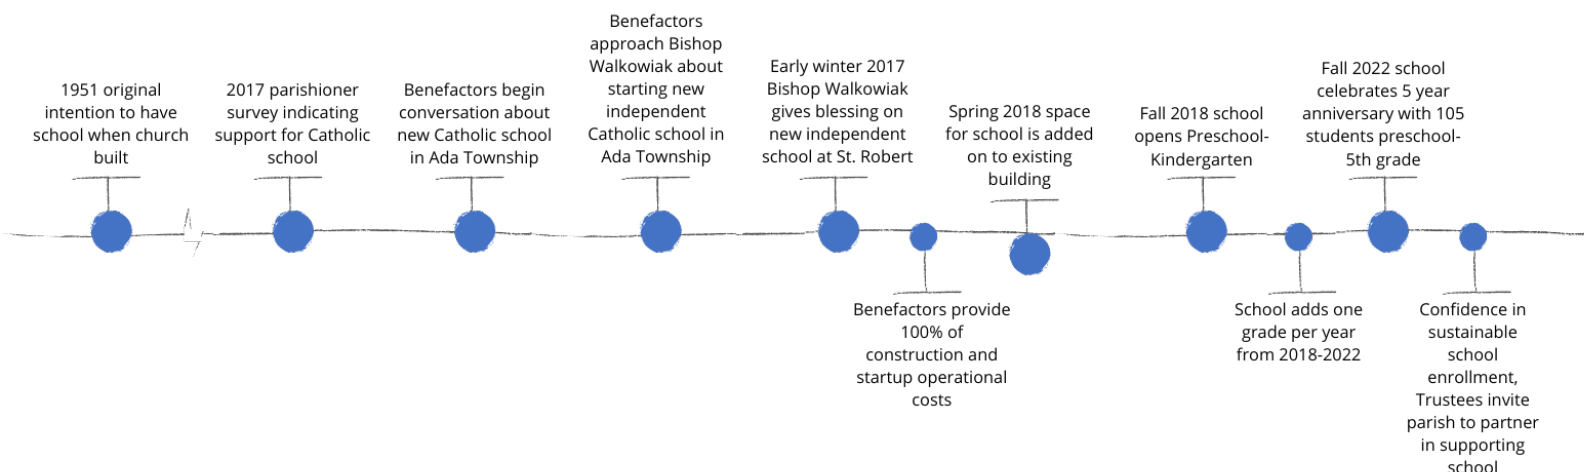 1951 original
intention to have
school when church
built
2017 parishioner
survey indicating
support for Catholic
school
Benefactors begin
conversation about
new Catholic school
in Ada Township
Benefactors
approach Bishop
Walkowiak about
starting new
independent
Catholic school in
Ada Township
Early winter 2017
Bishop Walkowiak
gives blessing on
new independent
school at St. Robert
Benefactors provide
100% of
construction and
startup operational
costs
Spring 2018 space
for school is added
on to existing
building
Fall 2018 school
opens Preschool-
Kindergarten
School adds one
grade per year
from 2018-2022
Fall 2022 school
celebrates 5 year
anniversary with 105
students preschool-
5th grade
Confidence in
sustainable
school
enrollment,
Trustees invite
parish to partner
in supporting
school